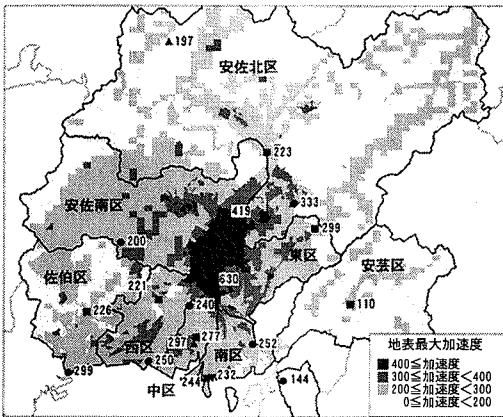 ▲197
安佐北区
223
安佐南区
419
333
299
200
東区
佐伯区
安芸区
221
630
226
240
110
西区
297
277
南区
252
299
250
中区
244
232
144
地表最大加速度
400≦加速度
300≦加速度<400
200≦加速度<300
0≦加速度<200